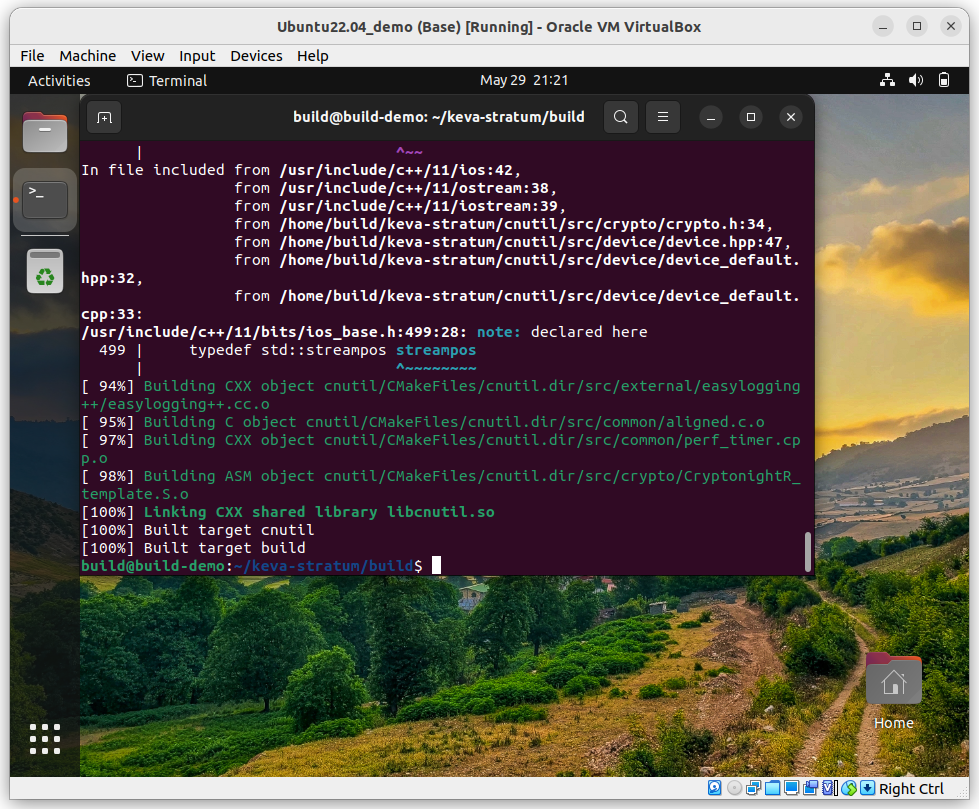 Ubuntu22.04_demo (Base) [Running] - Oracle VM VirtualBox
File Machine View Input Devices Help
Activities Terminal May 29 21:21
build@build-demo: ~/keva-stratum/build
| ^~~
In file included from /usr/include/c++/11/ios:42,
from /usr/include/c++/11/ostream:38,
from /usr/include/c++/11/iostream:39,
from /home/build/keva-stratum/cnutil/src/crypto/crypto.h:34,
from /home/build/keva-stratum/cnutil/src/device/device.hpp:47,
from /home/build/keva-stratum/cnutil/src/device/device_default.
hpp:32,
from /home/build/keva-stratum/cnutil/src/device/device_default.
cpp:33:
/usr/include/c++/11/bits/ios_base.h:499:28: note: declared here
499 | typedef std::streampos streampos
| ^~~~~~~~~
[ 94%] Building CXX object cnutil/CMakeFiles/cnutil.dir/src/external/easylogging
++/easylogging++.cc.o
[ 95%] Building C object cnutil/CMakeFiles/cnutil.dir/src/common/aligned.c.o
[ 97%] Building CXX object cnutil/CMakeFiles/cnutil.dir/src/common/perf_timer.cp
p.o
[ 98%] Building ASM object cnutil/CMakeFiles/cnutil.dir/src/crypto/CryptonightR_
template.S.o
[100%] Linking CXX shared library libcnutil.so
[100%] Built target cnutil
[100%] Built target build
build@build-demo:~/keva-stratum/build$
Home
Right Ctrl